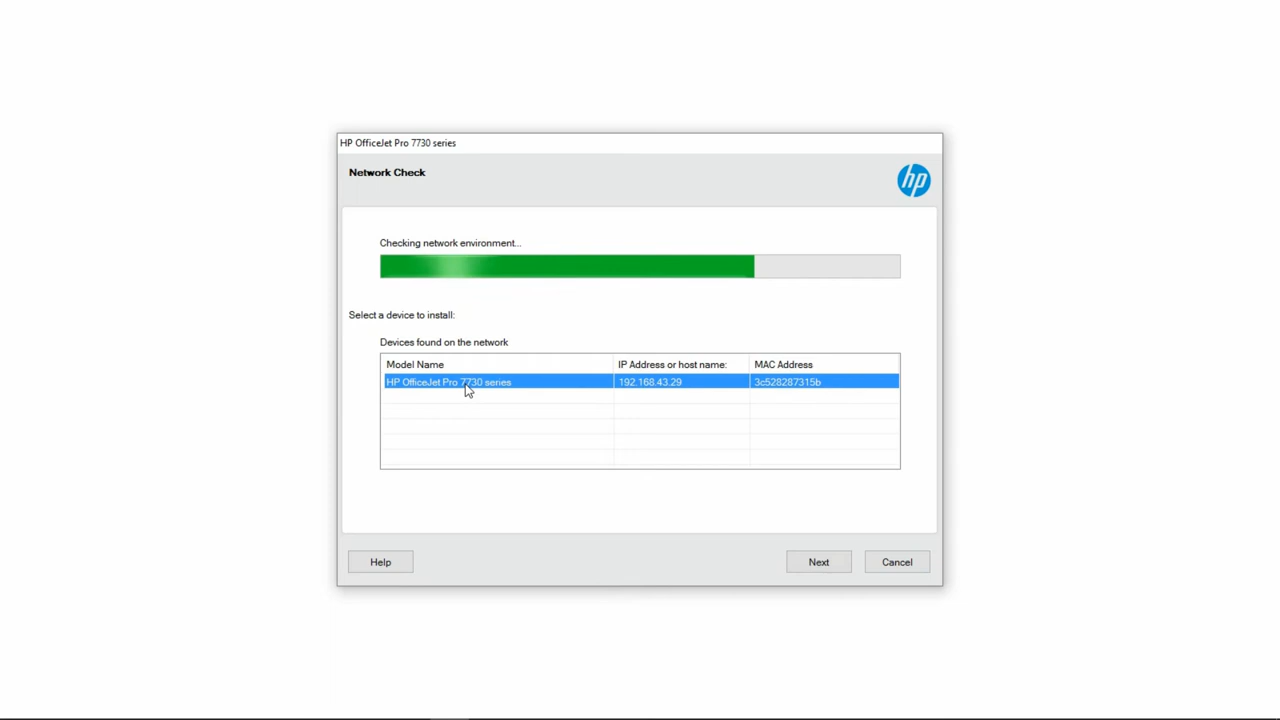 HP OfficeJet Pro 7730 series
Network Check
hp
Checking network environment...
Select a device to install:
Devices found on the network
Model Name IP Address or host name: MAC Address
HP OfficeJet Pro 7730 series 192.168.43.29 3c528287315b
Help Next Cancel